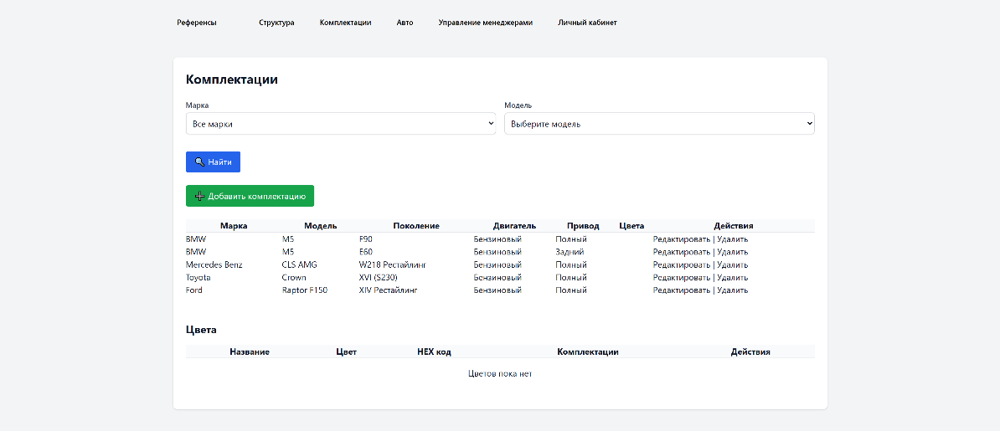 Референсы Структура Комплектации Авто Управление менеджерами Личный кабинет
Комплектации
Марка Модель
Все марки Выберите модель
Найти
Добавить комплектацию
Марка Модель Поколение Двигатель Привод Цвета Действия
BMW M5 F90 Бензиновый Полный Редактировать | Удалить
BMW M5 E60 Бензиновый Задний Редактировать | Удалить
Mercedes Benz CLS AMG W218 Рестайлинг Бензиновый Полный Редактировать | Удалить
Toyota Crown XVI (S230) Бензиновый Полный Редактировать | Удалить
Ford Raptor F150 XIV Рестайлинг Бензиновый Полный Редактировать | Удалить
Цвета
Название Цвет HEX код Комплектации Действия
Цветов пока нет